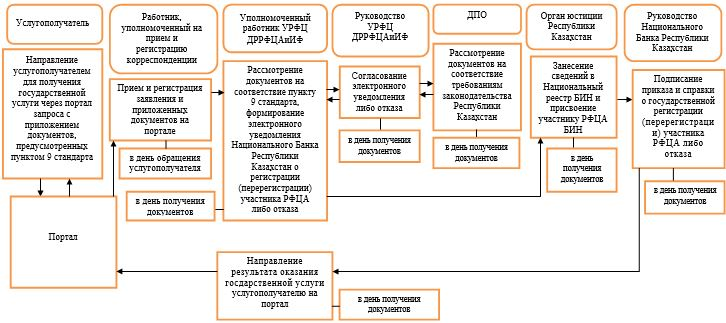 Услугополучатель
Работник,
уполномоченный на
прием и
регистрацию
корреспонденции
Уполномоченный
работник УРФЦ
ДРРФЦАиИФ
Руководство
УРФЦ
ДРРФЦАиИФ
ДПО
Орган юстиции
Республики
Казахстан
Руководство
Национального
Банка Республики
Казахстан
Направление
услугополучателем
для получения
государственной
услуги через портал
запроса с
приложением
документов,
предусмотренных
пунктом 9 стандарта
Прием и регистрация
заявления и
приложенных
документов на
портале
в день обращения
услугополучателя
Рассмотрение
документов на
соответствие пункту
9 стандарта,
формирование
электронного
уведомления
Национального Банка
Республики
Казахстан о
регистрации
(перерегистрации)
участника РФЦА
либо отказа
в день получения
документов
Согласование
электронного
уведомления
либо отказа
в день получения
документов
Рассмотрение
документов на
соответствие
требованиям
законодательства
Республики
Казахстан
в день получения
документов
Занесение
сведений в
Национальный
реестр БИН и
присвоение
участнику РФЦА
БИН
в день
получения
документов
Подписание
приказа и справки
о государственной
регистрации
(перерегистраци
и) участника
РФЦА либо
отказа
в день получения
документов
Портал
Направление
результата оказания
госдарственной услуги
услугополучателю на
портал
в день получения
документов